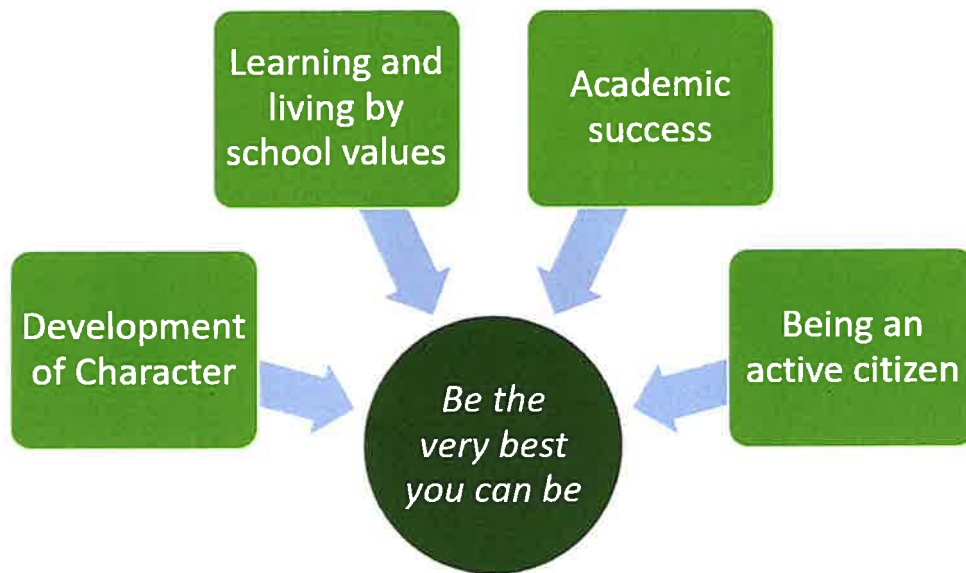 Learning and
living by
school values
Academic
success
Development
of Character
Being an
active citizen
Be the
very best
you can be